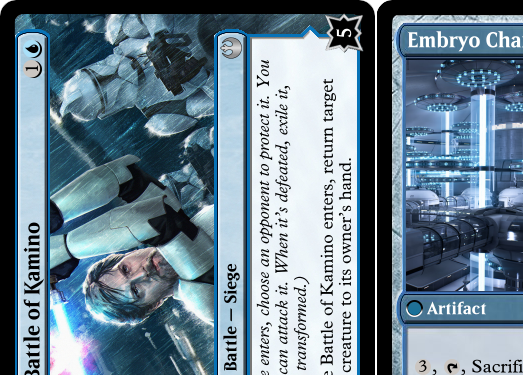 Battle of Kamino
1
Battle – Siege
5
enters, choose an opponent to protect it. You
can attack it. When it's defeated, exile it,
transformed.)
Battle of Kamino enters, return target
creature to its owner's hand.
Embryo
Artifact
3 ,